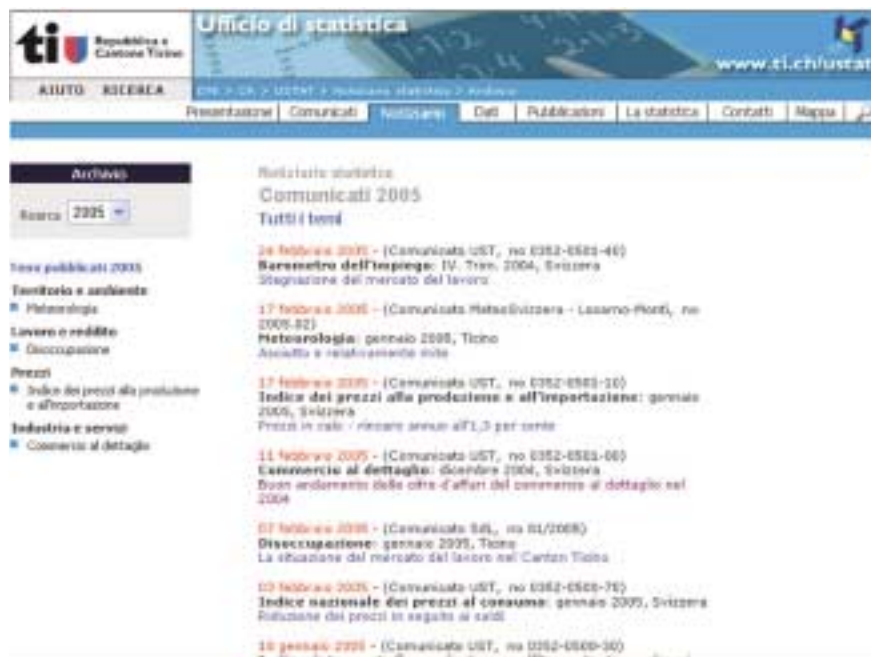 ti Repubblica e
Cantone Ticino
Ufficio di statistica
www.ti.ch/ustat
AIUTO RICERCA
> CA > USTAT > Notiziario statistico > Archivio
Presentazione | Comunicati | Notiziario | Dati | Pubblicazioni | La statistica | Contatti | Mappa
Archivio
Ricerca 2005
Temi pubblicati 2005
Territorio e ambiente
Meteorologia
Lavoro e reddito
Disoccupazione
Prezzi
Indice dei prezzi alla produzione
e all'importazione
Industria e servizi
Commercio al dettaglio
Notiziario statistico
Comunicati 2005
Tutti i temi
febbraio 2005 - (Comunicato UST, no 0352-0501-40)
Barometro dell'impiego: IV. Trim. 2004, Svizzera
Stagnazione del mercato del lavoro
17 febbraio 2005 - (Comunicato MeteoSvizzera - Locarno-Monti, no
2005.02)
Meteorologia: gennaio 2005, Ticino
Asciutto e relativamente mite
17 febbraio 2005 - (Comunicato UST, no 0352-0501-10)
Indice dei prezzi alla produzione e all'importazione: gennaio
2005, Svizzera
Prezzi in calo - rincaro annuo all'1,3 per cento
11 febbraio 2005 - (Comunicato UST, no
Commercio al dettaglio: dicembre 2004, Svizzera
Buon andamento delle cifre d'affari del commercio al dettaglio nel
2004
07 febbraio 2005 - (Comunicato SdL, no 01/2005)
Disoccupazione: gennaio 2005, Ticino
La situazione del mercato del lavoro nel Canton Ticino
03 febbraio 2005 - (Comunicato UST, no
Indice nazionale dei prezzi al consumo: gennaio 2005, Svizzera
Riduzione dei prezzi in seguito ai saldi
gennaio 2005 - (Comunicato UST, no 0352-0500-30)